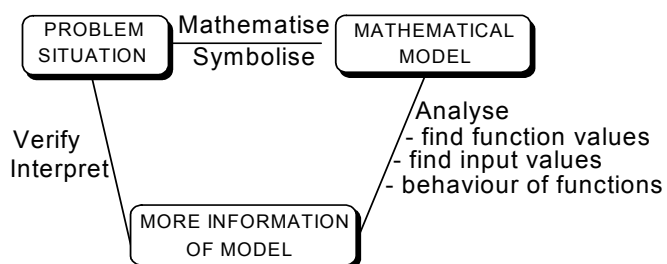 PROBLEM
SITUATION
Mathematise
Symbolise
MATHEMATICAL
MODEL
Analyse
- find function values
- find input values
- behaviour of functions
Verify
Interpret
MORE INFORMATION
OF MODEL